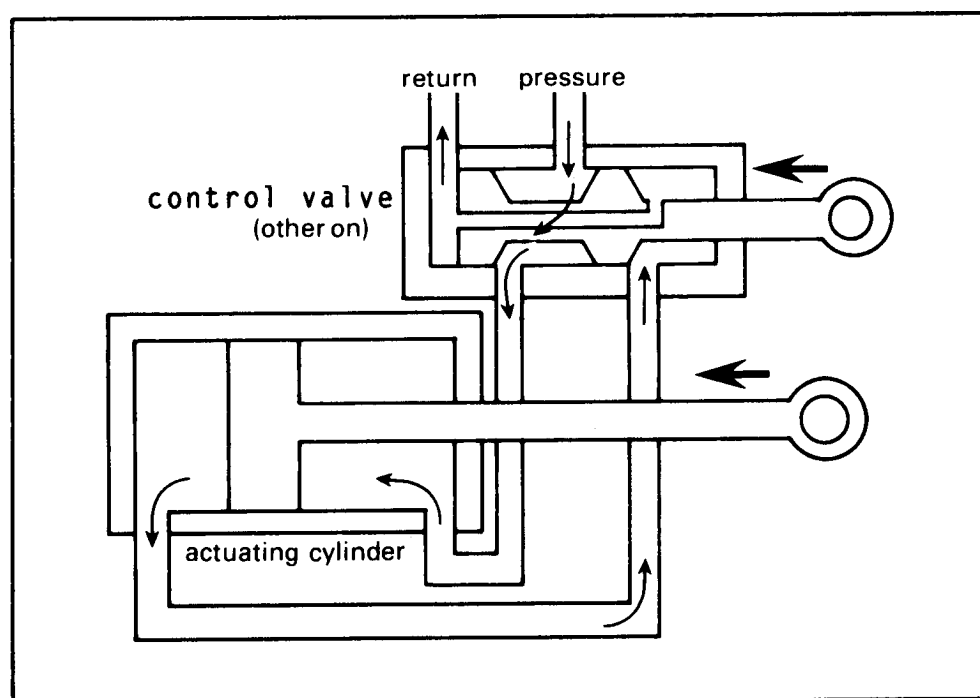 return pressure
control valve
(other on)
actuating cylinder